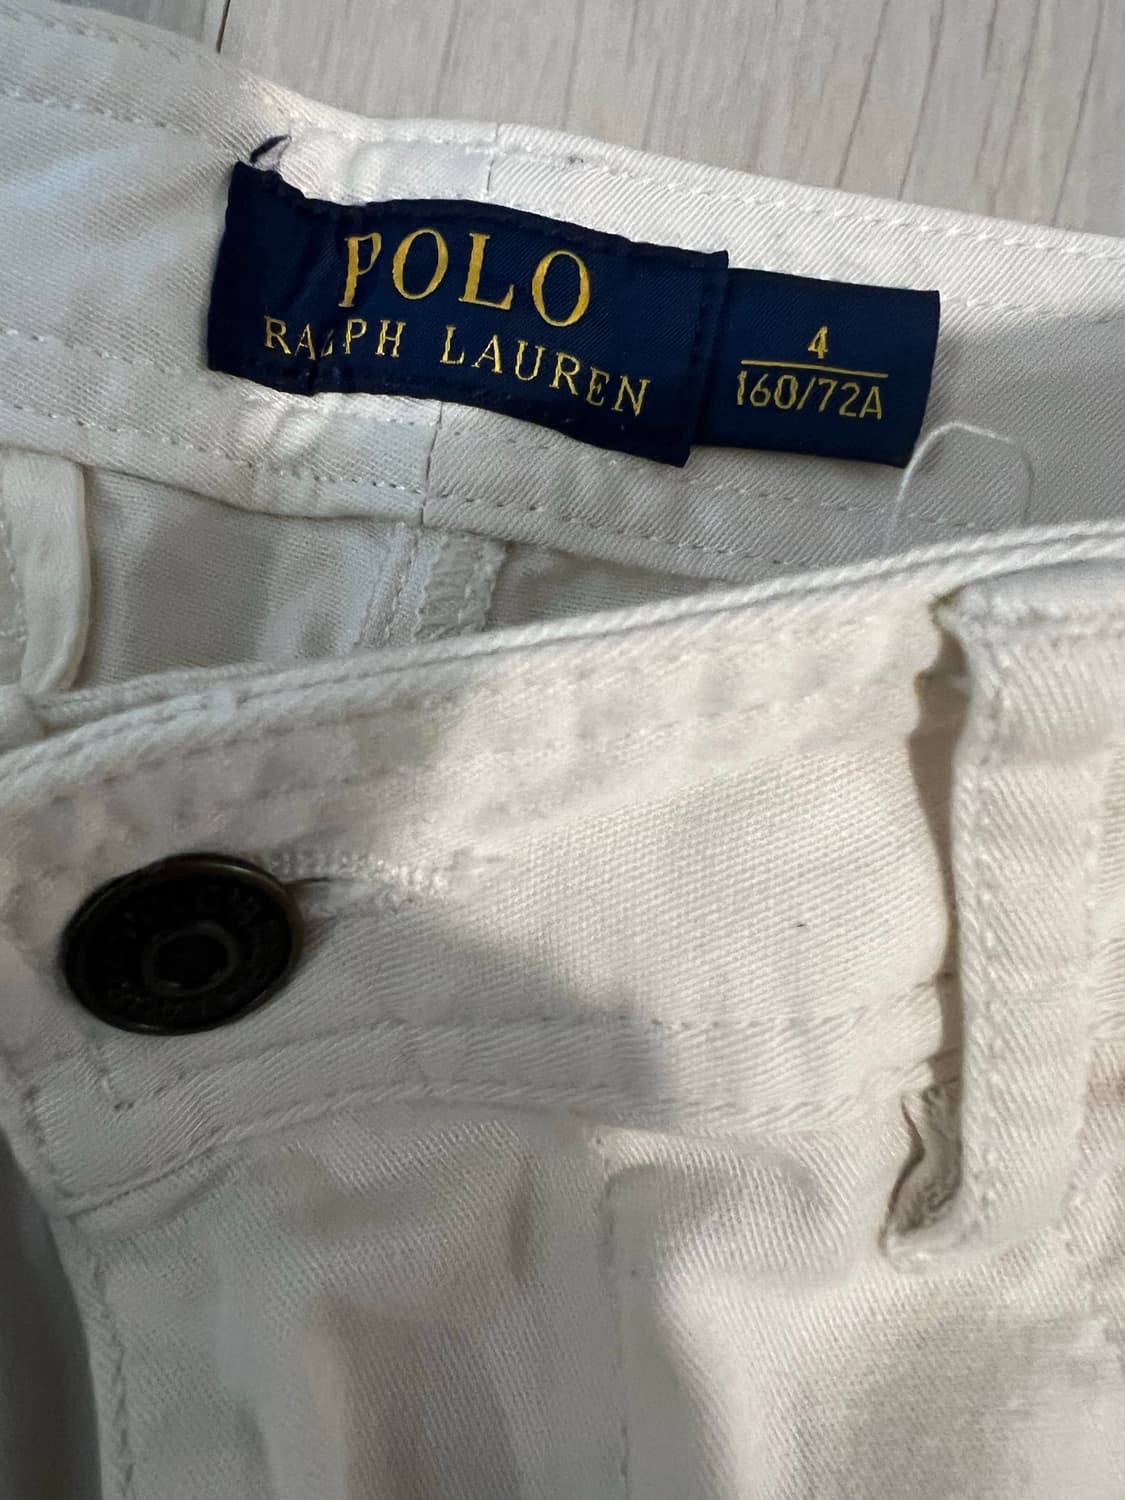 POLO
RALPH LAUREN
4
160/72A